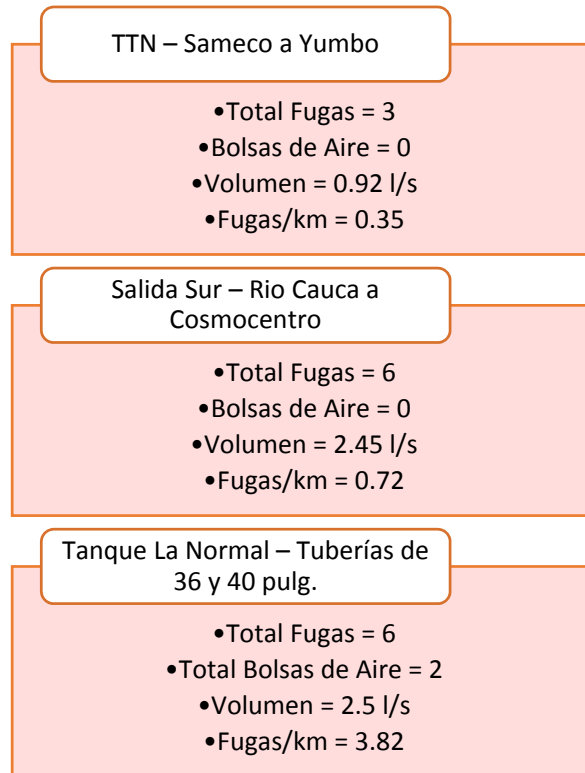 TTN – Sameco a Yumbo
•Total Fugas = 3
•Bolsas de Aire = 0
•Volumen = 0.92 l/s
•Fugas/km = 0.35
Salida Sur – Rio Cauca a
Cosmocentro
•Total Fugas = 6
•Bolsas de Aire = 0
•Volumen = 2.45 l/s
•Fugas/km = 0.72
Tanque La Normal – Tuberías de
36 y 40 pulg.
•Total Fugas = 6
•Total Bolsas de Aire = 2
•Volumen = 2.5 l/s
•Fugas/km = 3.82